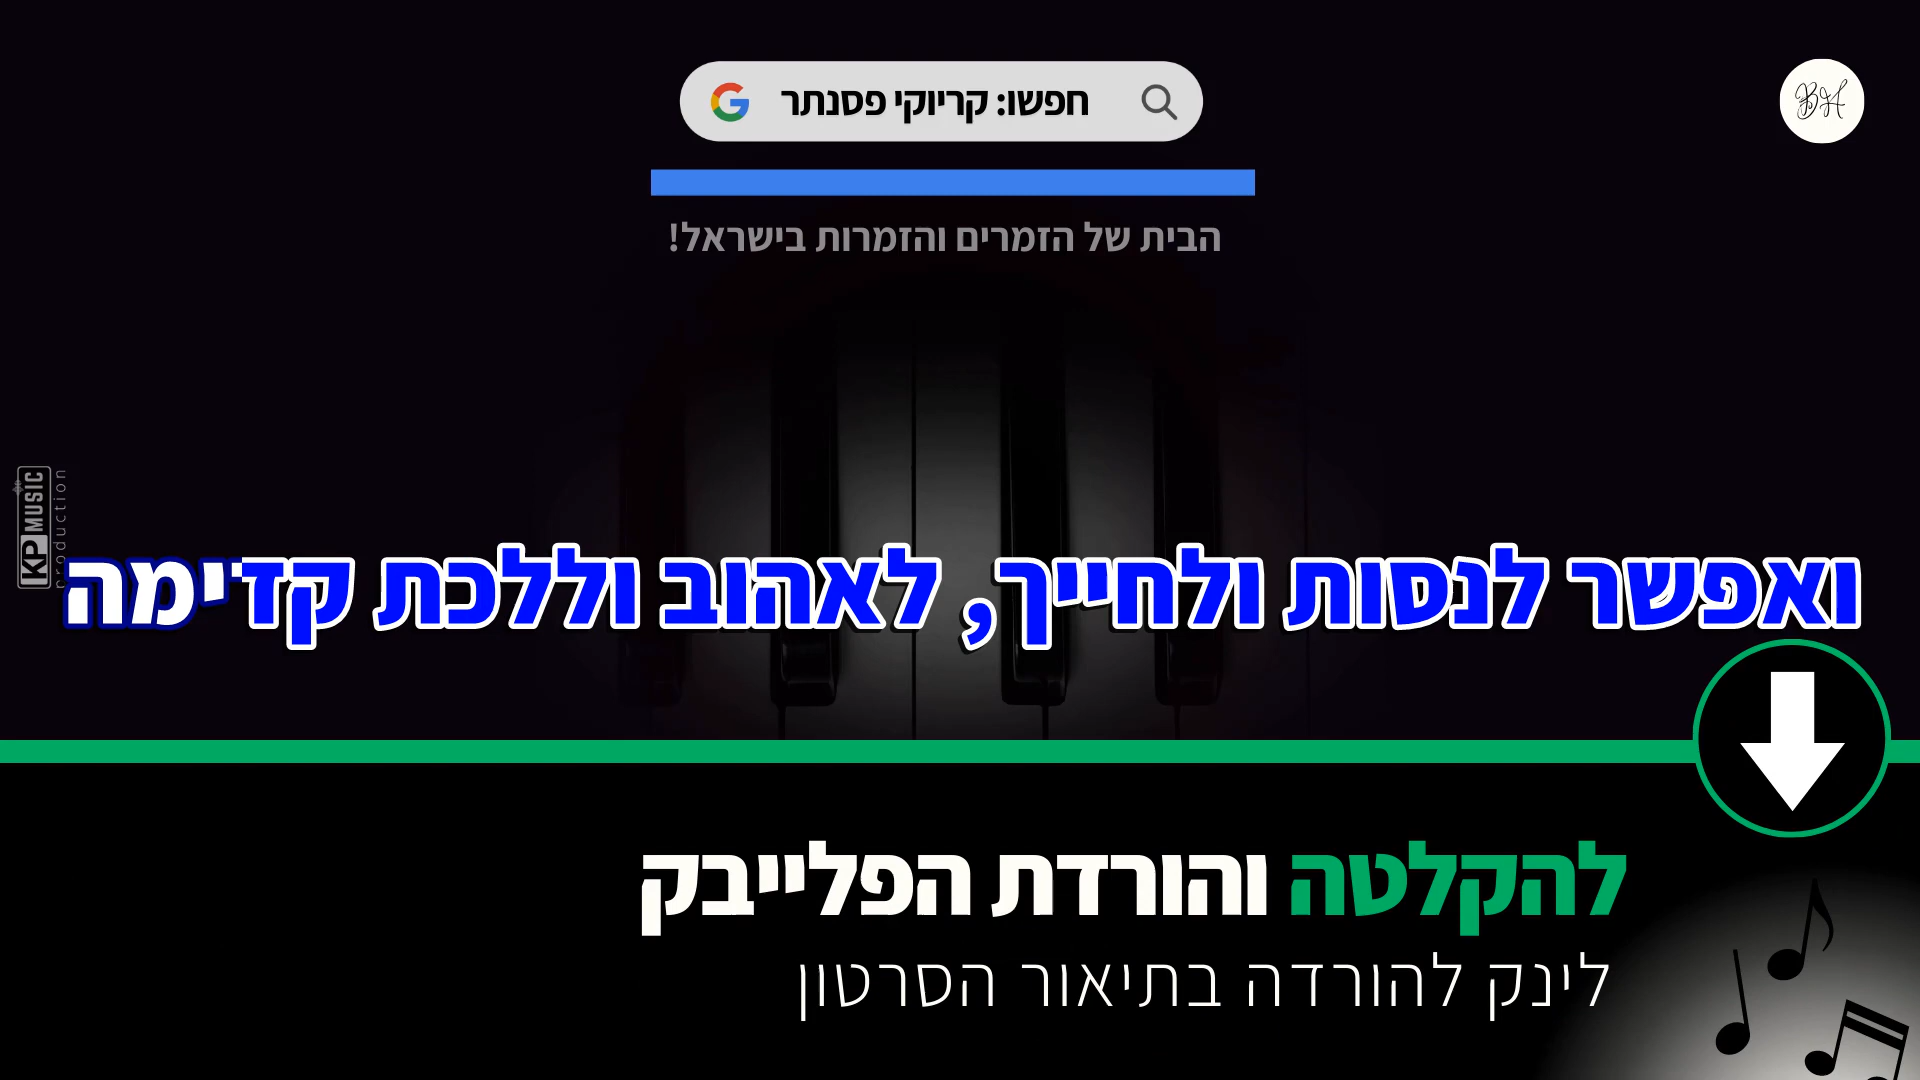 חפשו: קריוקי פסנתר
BH
הבית של הזמרים והזמרות בישראל!
KP MUSIC
production
ואפשר לנסות ולחייך, לאהוב וללכת קדימה
להקלטה והורדת הפלייבק
לינק להורדה בתיאור הסרטון